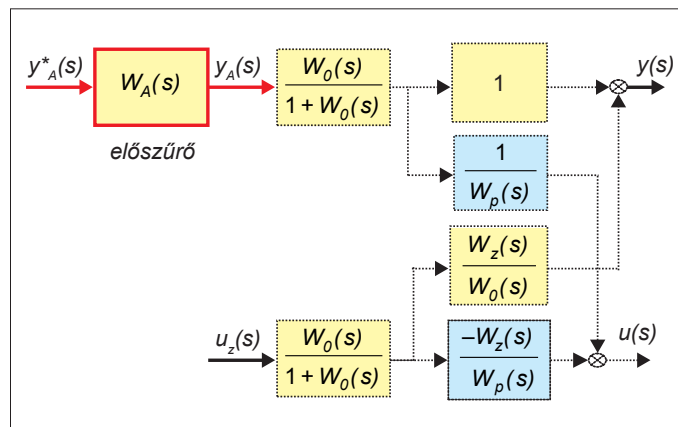 y*A(s)
WA(s)
yA(s)
W0(s)
1 + W0(s)
1
y(s)
előszűrő
1
Wp(s)
Wz(s)
W0(s)
uz(s)
W0(s)
1 + W0(s)
–Wz(s)
Wp(s)
u(s)